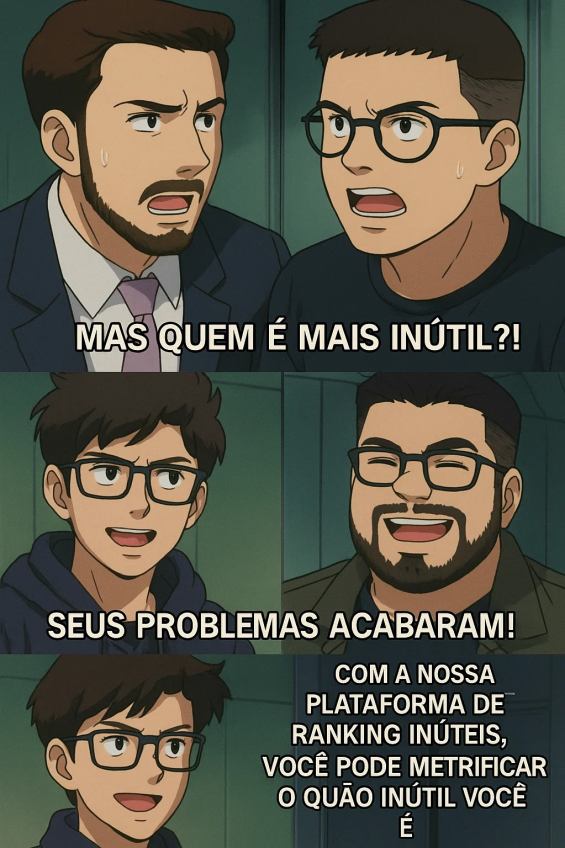 MAS QUEM É MAIS INÚTIL?!
SEUS PROBLEMAS ACABARAM!
COM A NOSSA
PLATAFORMA DE
RANKING INÚTEIS,
VOCÊ PODE METRIFICAR
O QUÃO INÚTIL VOCÊ
É